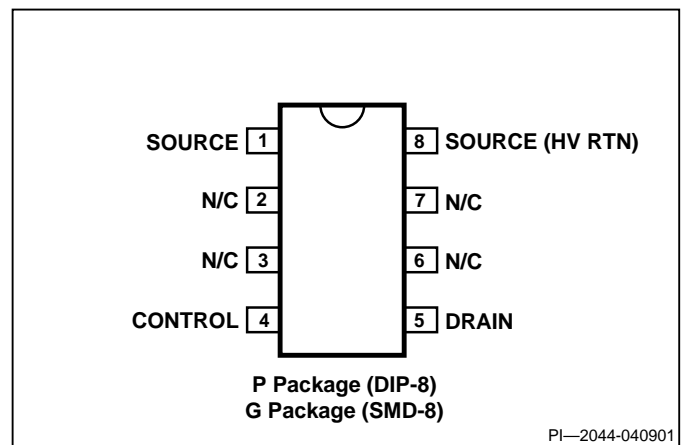 SOURCE 1 8 SOURCE (HV RTN)
N/C 2 7 N/C
N/C 3 6 N/C
CONTROL 4 5 DRAIN
P Package (DIP-8)
G Package (SMD-8)
PI—2044-040901